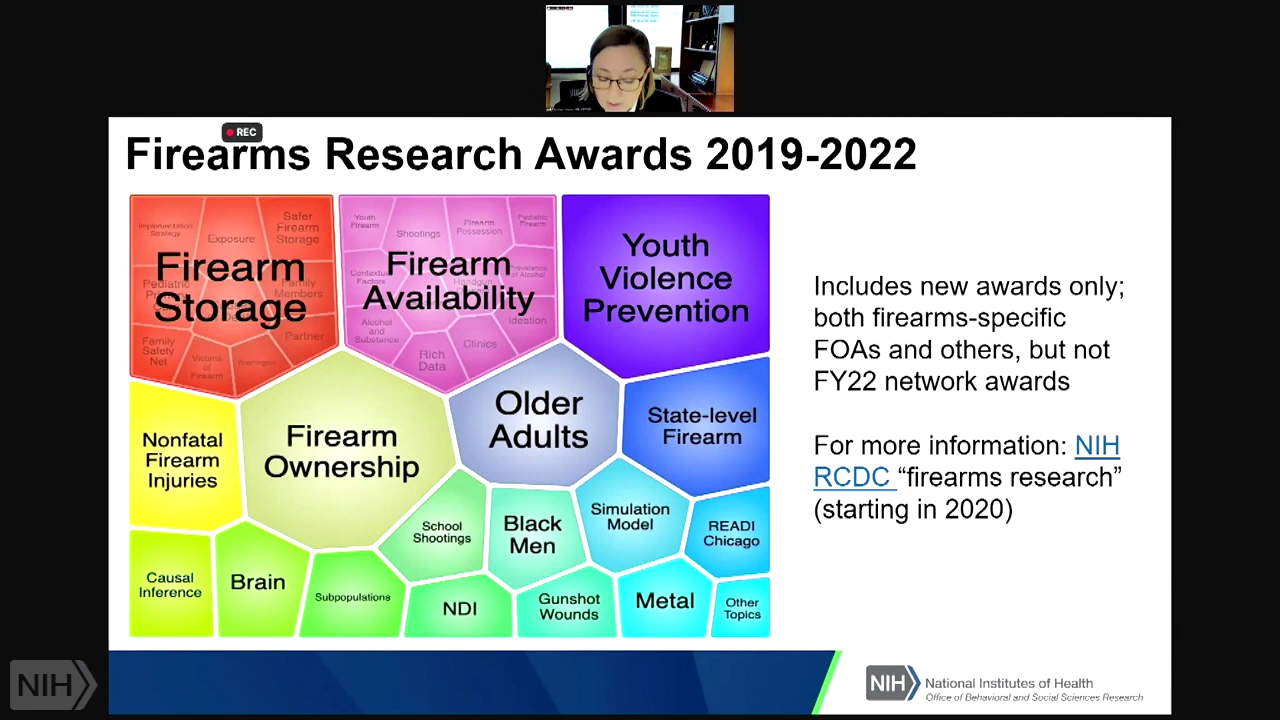 REC
Firearms Research Awards 2019-2022
Implementation
Strategy
Exposure
Safer
Firearm
Storage
Firearm
Storage
Pediatric
Family
Members
Partner
Family
Safety
Net
Victims
of
Firearm
Washington
Youth
Firearm
Shootings
Firearm
Possession
Pediatric
Firearm
Firearm
Availability
Contextual
Factors
Handgun
Prevalence
of Alcohol
Alcohol
and
Substance
Ideation
Clinics
Rich
Data
Youth
Violence
Prevention
Nonfatal
Firearm
Injuries
Firearm
Ownership
Older
Adults
State-level
Firearm
School
Shootings
Black
Men
Simulation
Model
READI
Chicago
Causal
Inference
Brain
Subpopulations
NDI
Gunshot
Wounds
Metal
Other
Topics
Includes new awards only;
both firearms-specific
FOAs and others, but not
FY22 network awards
For more information: NIH
RCDC “firearms research”
(starting in 2020)
NIH
NIH
National Institutes of Health
Office of Behavioral and Social Sciences Research